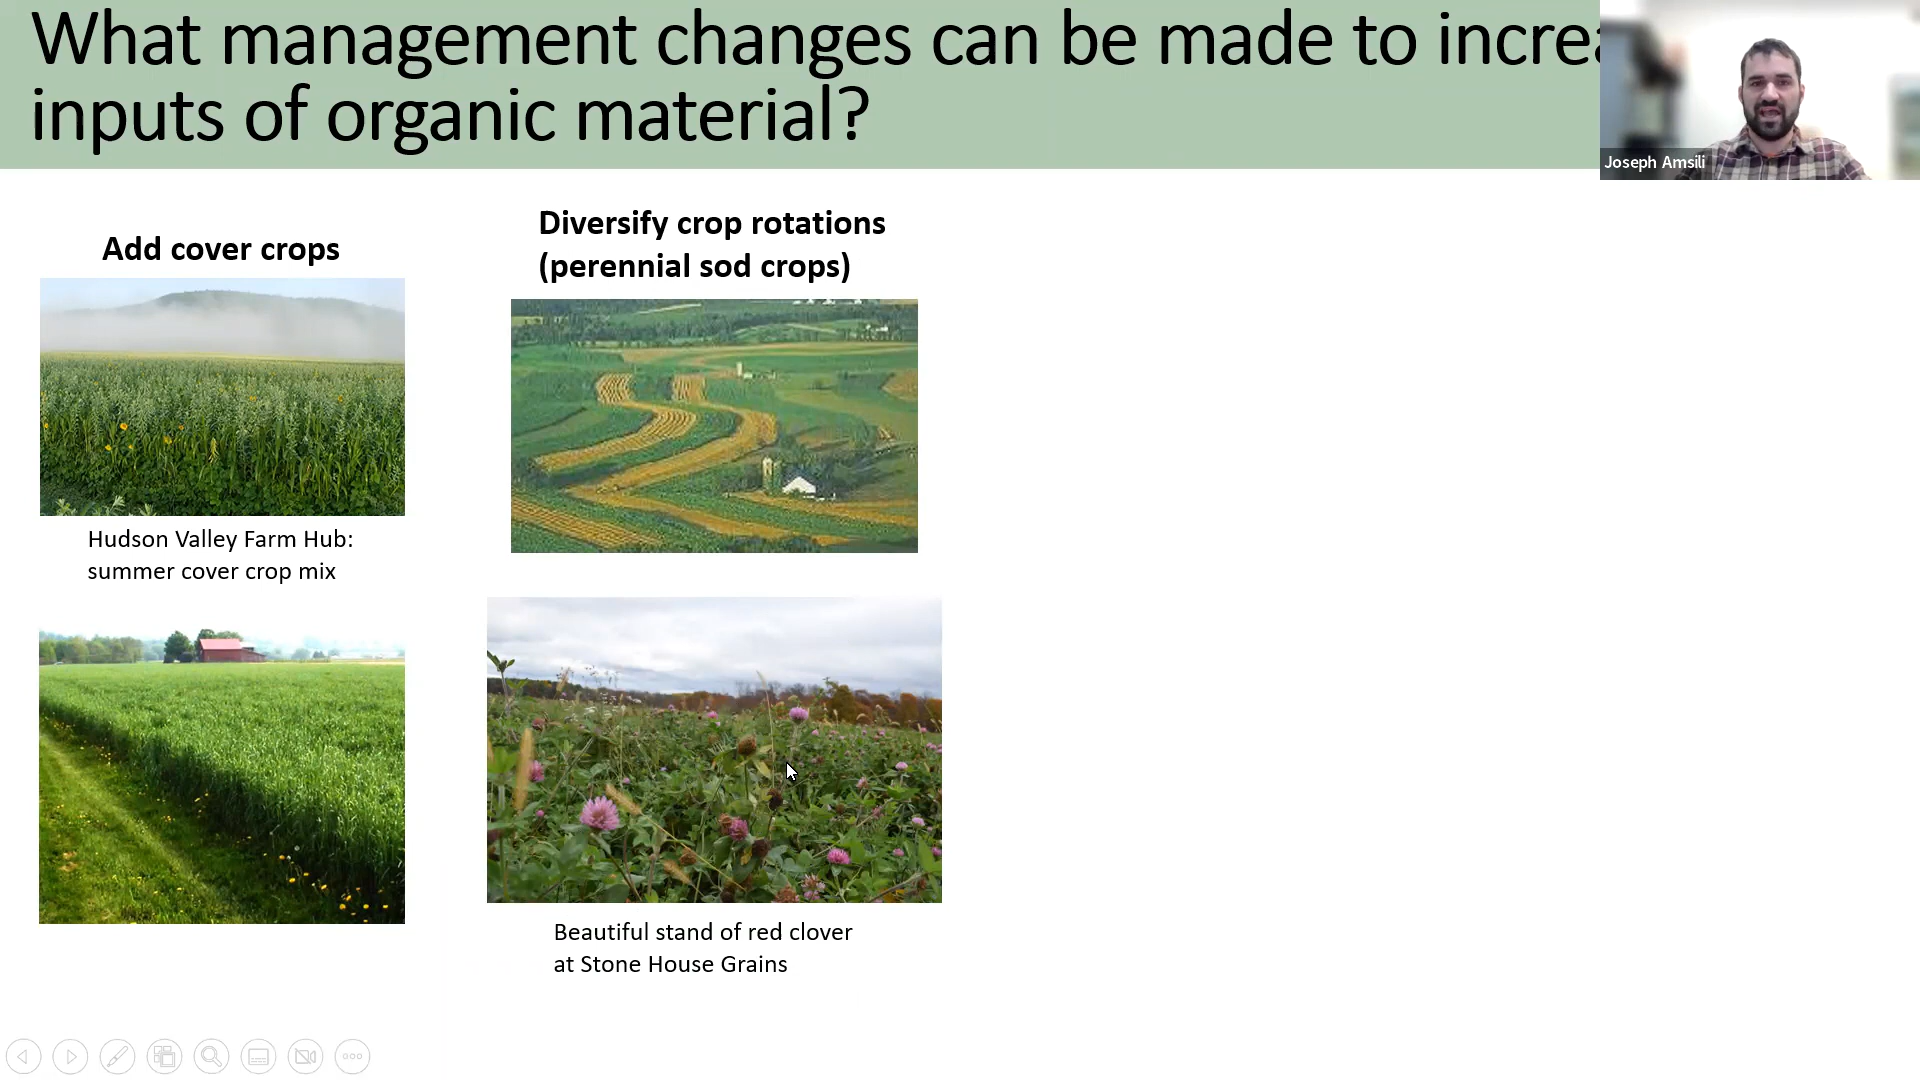 What management changes can be made to
inputs of organic material?
Joseph Amsili
Add cover crops
Diversify crop rotations
(perennial sod crops)
Hudson Valley Farm Hub:
summer cover crop mix
Beautiful stand of red clover
at Stone House Grains